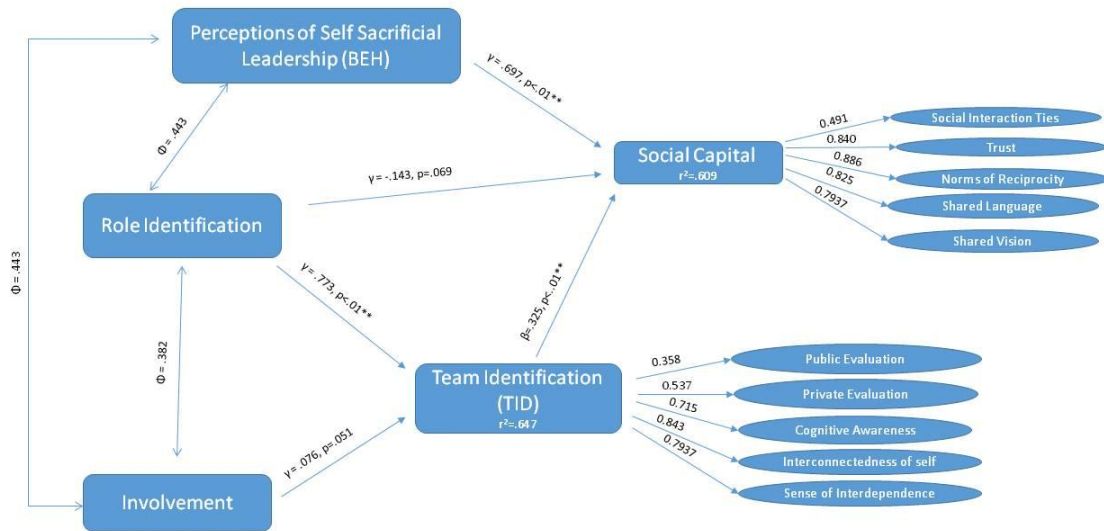 Perceptions of Self Sacrificial
Leadership (BEH)
γ = .697, p<.01**
Φ = .443
Social Capital
r²=.609
0.491
Social Interaction Ties
0.840
Trust
0.886
Norms of Reciprocity
0.825
Shared Language
0.7937
Shared Vision
γ = -.143, p=.069
Role Identification
Φ = .443
γ = .773, p<.01**
β=.325, p<.01**
Φ = .382
Team Identification
(TID)
r²=.647
0.358
Public Evaluation
0.537
Private Evaluation
0.715
Cognitive Awareness
0.843
Interconnectedness of self
0.7937
Sense of Interdependence
γ = .076, p=.051
Involvement